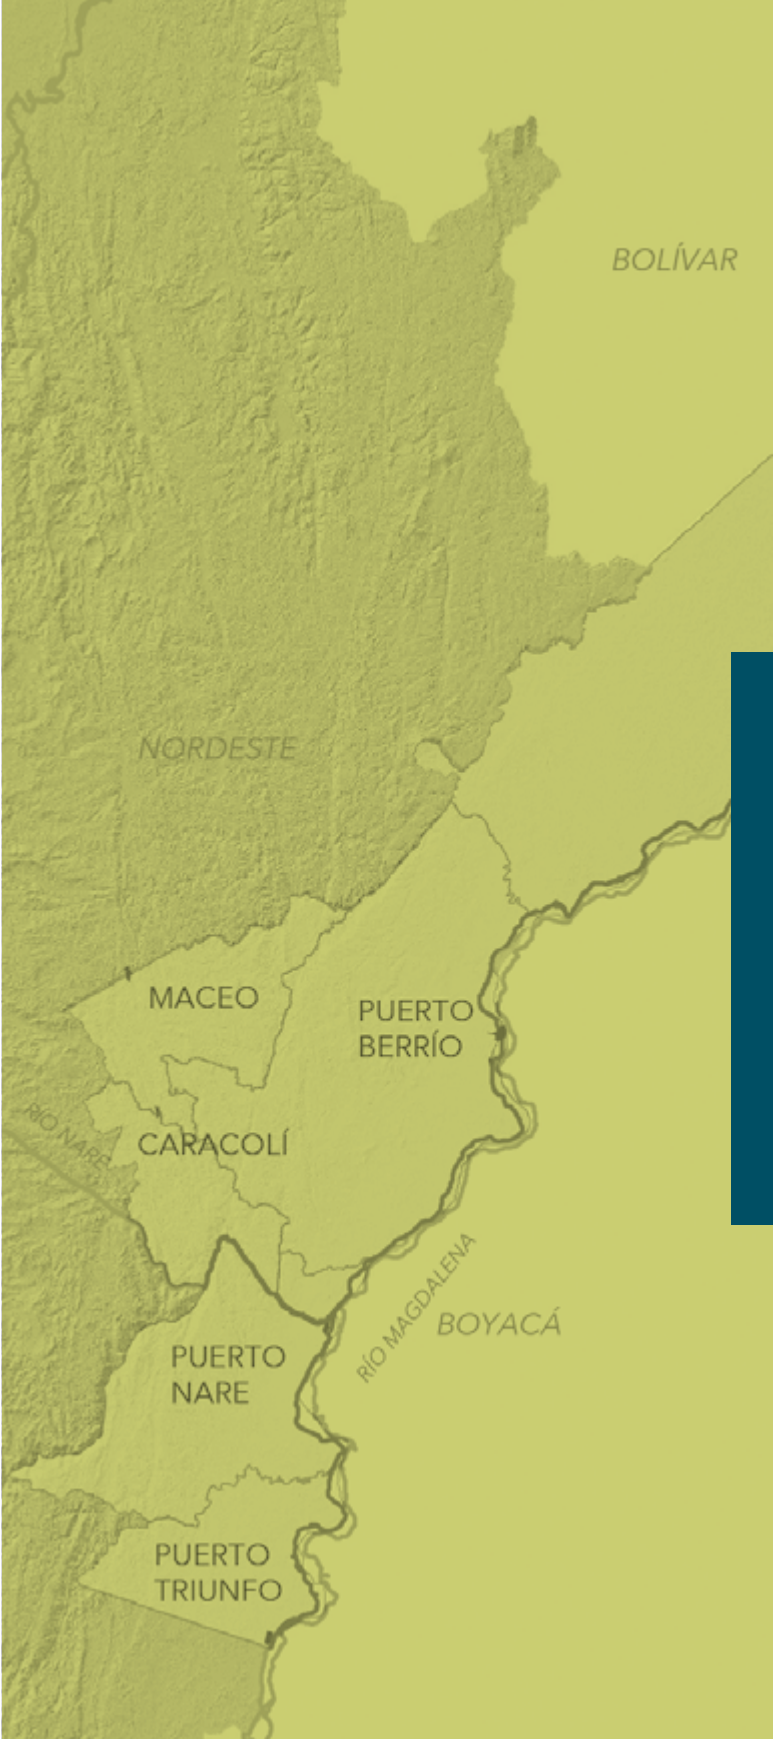 BOLÍVAR
NORDESTE
MACEO
PUERTO
BERRÍO
RÍO NARE
CARACOLÍ
RÍO MAGDALENA
BOYACÁ
PUERTO
NARE
PUERTO
TRIUNFO